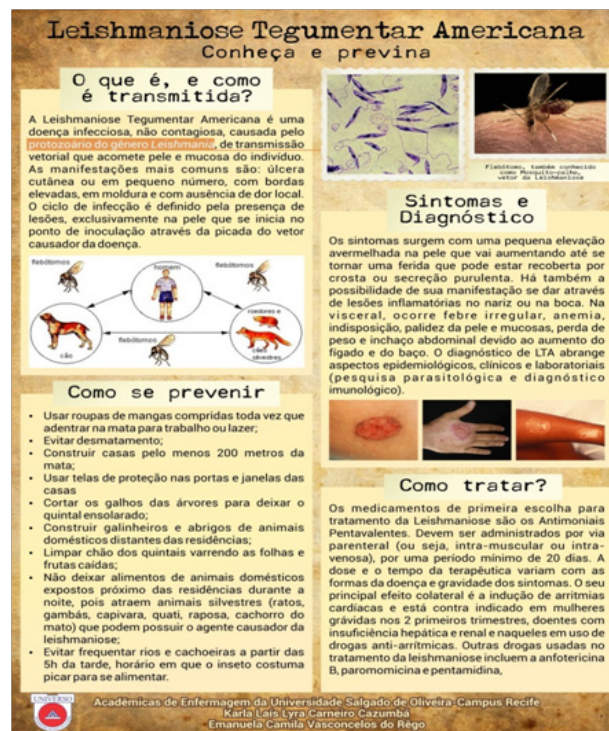 Leishmaniose Tegumentar Americana
Conheça e previna
O que é, e como
é transmitida?
A Leishmaniose Tegumentar Americana é uma
doença infecciosa, não contagiosa, causada pelo
protozoário do gênero Leishmania, de transmissão
vetorial que acomete pele e mucosa do indivíduo.
As manifestações mais comuns são: úlcera
cutânea ou em pequeno número, com bordas
elevadas, em moldura e com ausência de dor local.
O ciclo de infecção é definido pela presença de
lesões, exclusivamente na pele que se inicia no
ponto de inoculação através da picada do vetor
causador da doença.
flebótomos
homem
flebótomos
cão
flebótomos
roedores e
cães
silvestres
Como se prevenir
• Usar roupas de mangas compridas toda vez que
adentrar na mata para trabalho ou lazer;
• Evitar desmatamento;
• Construir casas pelo menos 200 metros da
mata;
• Usar telas de proteção nas portas e janelas das
casas
• Cortar os galhos das árvores para deixar o
quintal ensolarado;
• Construir galinheiros e abrigos de animais
domésticos distantes das residências;
• Limpar chão dos quintais varrendo as folhas e
frutas caídas;
• Não deixar alimentos de animais domésticos
expostos próximo das residências durante a
noite, pois atraem animais silvestres (ratos,
gambás, capivara, quati, raposa, cachorro do
mato) que podem possuir o agente causador da
leishmaniose;
• Evitar frequentar rios e cachoeiras a partir das
5h da tarde, horário em que o inseto costuma
picar para se alimentar.
Flebótomo, também conhecido
como Mosquito-palha,
vetor da Leishmaniose
Sintomas e
Diagnóstico
Os sintomas surgem com uma pequena elevação
avermelhada na pele que vai aumentando até se
tornar uma ferida que pode estar recoberta por
crosta ou secreção purulenta. Há também a
possibilidade de sua manifestação se dar através
de lesões inflamatórias no nariz ou na boca. Na
visceral, ocorre febre irregular, anemia,
indisposição, palidez da pele e mucosas, perda de
peso e inchaço abdominal devido ao aumento do
fígado e do baço. O diagnóstico de LTA abrange
aspectos epidemiológicos, clínicos e laboratoriais
(pesquisa parasitológica e diagnóstico
imunológico).
Como tratar?
Os medicamentos de primeira escolha para
tratamento da Leishmaniose são os Antimoniais
Pentavalentes. Devem ser administrados por via
parenteral (ou seja, intra-muscular ou intra-
venosa), por uma período mínimo de 20 dias. A
dose e o tempo da terapêutica variam com as
formas da doença e gravidade dos sintomas. O seu
principal efeito colateral é a indução de arritmias
cardíacas e está contra indicado em mulheres
grávidas nos 2 primeiros trimestres, doentes com
insuficiência hepática e renal e naqueles em uso de
drogas anti-arrítmicas. Outras drogas usadas no
tratamento da leishmaniose incluem a anfotericina
B, paromomicina e pentamidina,
UNIVERSO
Acadêmicas de Enfermagem da Universidade Salgado de Oliveira-Campus Recife
Karla Laís Lyra Carneiro Cazumbá
Emanuela Camila Vasconcelos do Rêgo